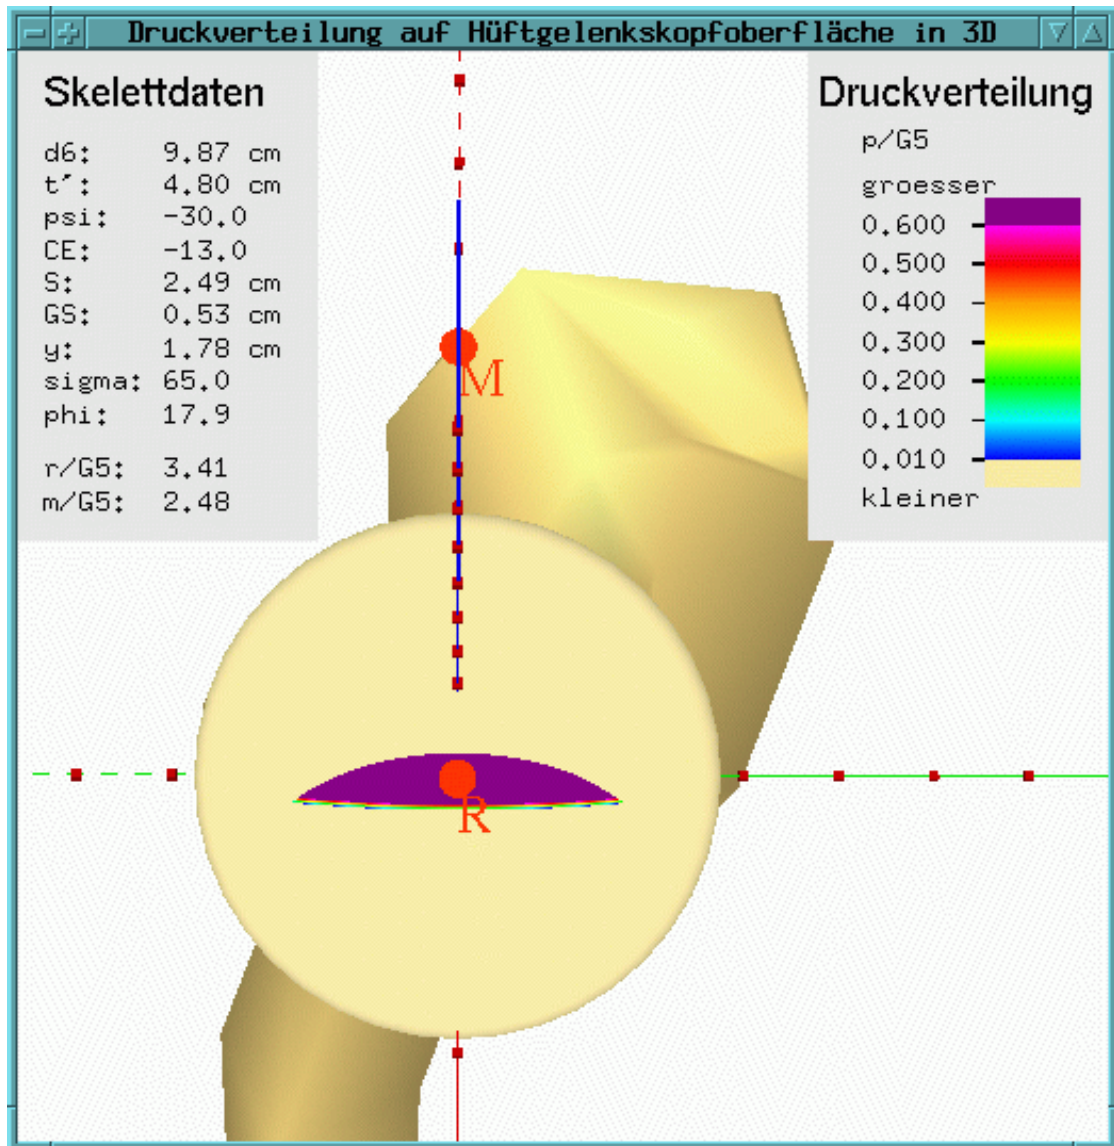 Druckverteilung auf Hüftgelenkskopfoberfläche in 3D
Skelettdaten
d6: 9.87 cm
t´: 4.80 cm
psi: -30.0
CE: -13.0
S: 2.49 cm
GS: 0.53 cm
y: 1.78 cm
sigma: 65.0
phi: 17.9
r/G5: 3.41
m/G5: 2.48
Druckverteilung
p/G5
groesser
0.600
0.500
0.400
0.300
0.200
0.100
0.010
kleiner
M
R